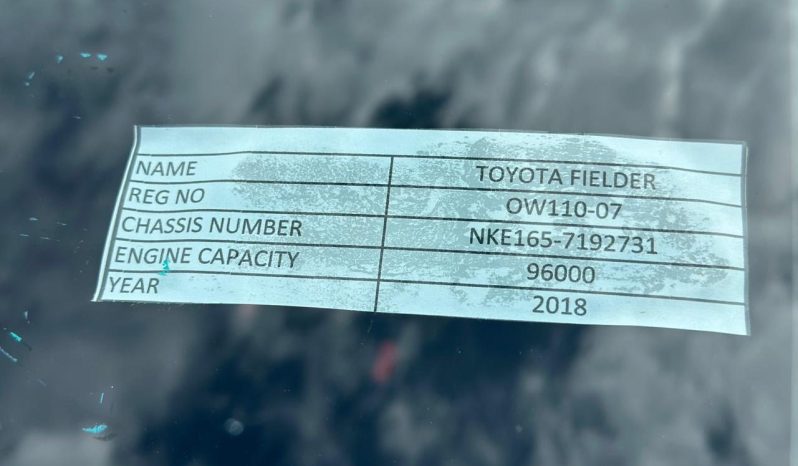 NAME TOYOTA FIELDER
REG NO OW110-07
CHASSIS NUMBER NKE165-7192731
ENGINE CAPACITY 96000
YEAR 2018